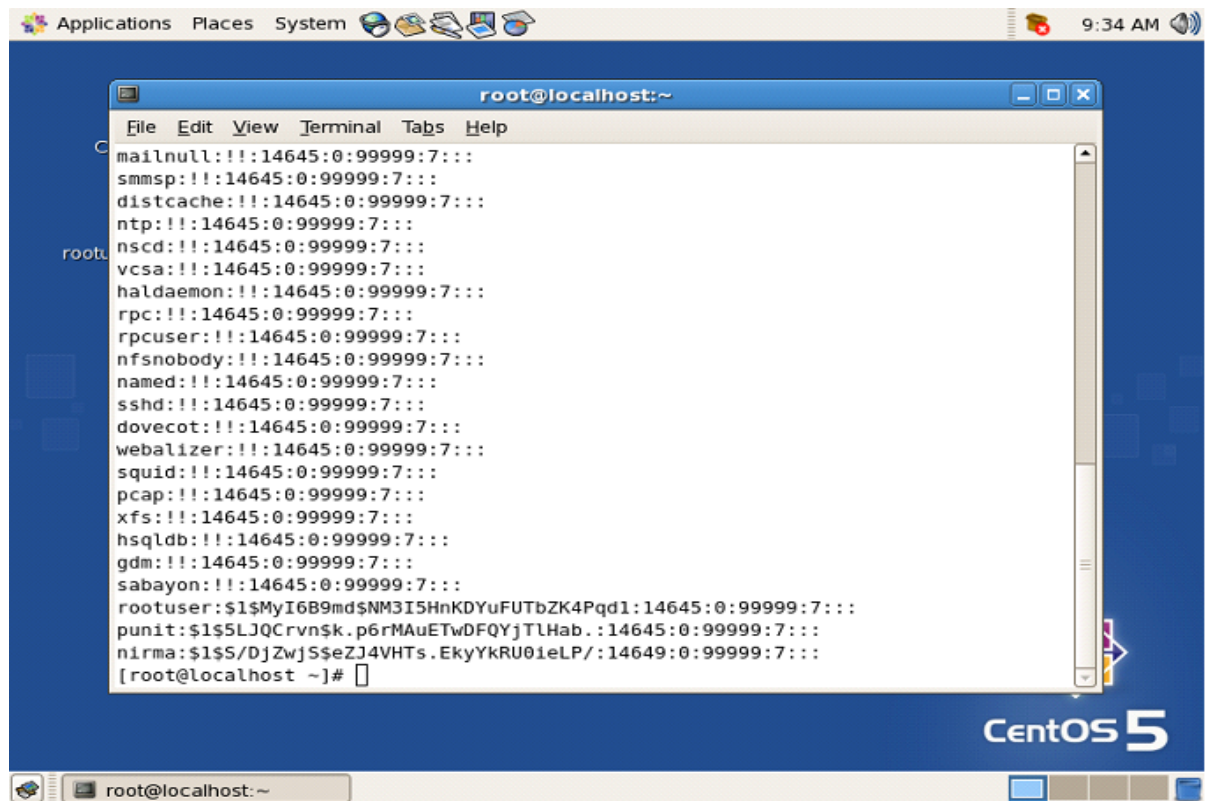 Applications Places System 9:34 AM
root@localhost:~
File Edit View Terminal Tabs Help
C
mailnull:!!:14645:0:99999:7:::
smmsp:!!:14645:0:99999:7:::
distcache:!!:14645:0:99999:7:::
ntp:!!:14645:0:99999:7:::
rootu
nscd:!!:14645:0:99999:7:::
vcsa:!!:14645:0:99999:7:::
haldaemon:!!:14645:0:99999:7:::
rpc:!!:14645:0:99999:7:::
rpcuser:!!:14645:0:99999:7:::
nfsnobody:!!:14645:0:99999:7:::
named:!!:14645:0:99999:7:::
sshd:!!:14645:0:99999:7:::
dovecot:!!:14645:0:99999:7:::
webalizer:!!:14645:0:99999:7:::
squid:!!:14645:0:99999:7:::
pcap:!!:14645:0:99999:7:::
xfs:!!:14645:0:99999:7:::
hsqldb:!!:14645:0:99999:7:::
gdm:!!:14645:0:99999:7:::
sabayon:!!:14645:0:99999:7:::
rootuser:$1$MyI6B9md$NM3I5HnKDYuFUTbZK4Pqd1:14645:0:99999:7:::
punit:$1$5LJQCrvn$k.p6rMAuETwDFQYjTlHab.:14645:0:99999:7:::
nirma:$1$S/DjZwjS$eZJ4VHTs.EkyYkRU0ieLP/:14649:0:99999:7:::
[root@localhost ~]#
CentOS 5
root@localhost:~